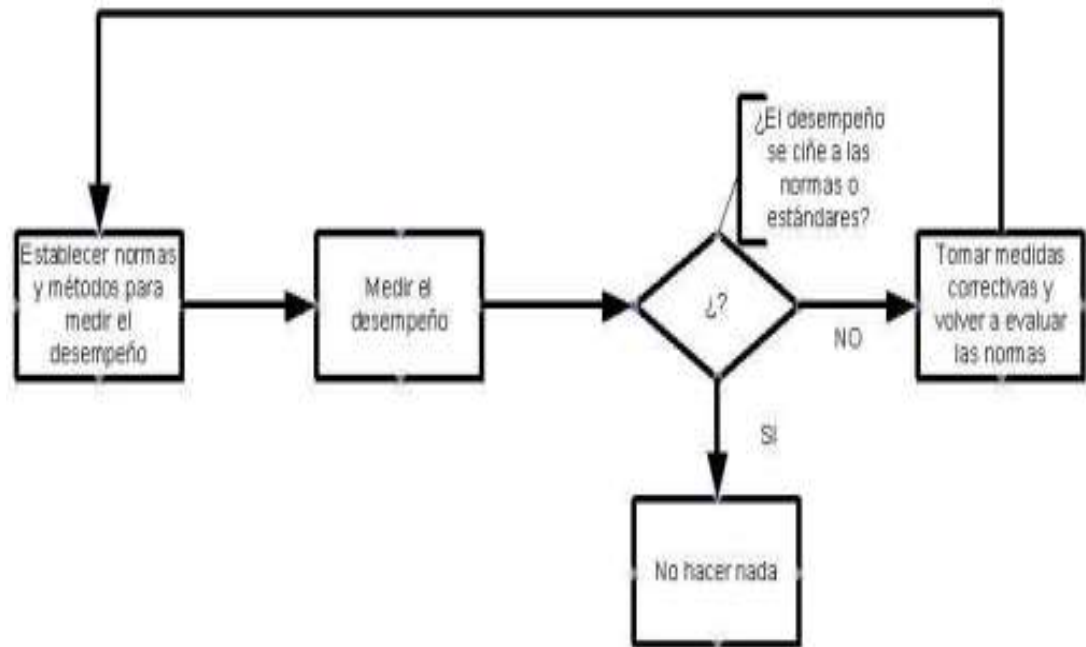 ¿El desempeño
se ciñe a las
normas o
estándares?
Establecer normas
y métodos para
medir el
desempeño
Medir el
desempeño
¿?
NO
Tomar medidas
correctivas y
volver a evaluar
las normas
SI
No hacer nada